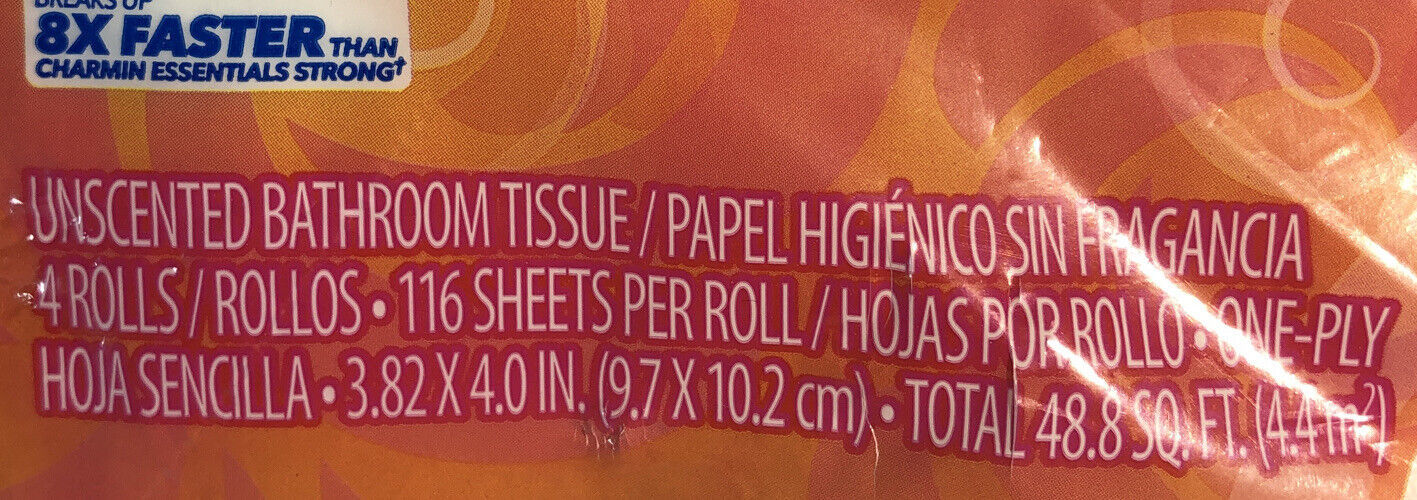 BREAKS UP
8X FASTER THAN
CHARMIN ESSENTIALS STRONG†
UNSCENTED BATHROOM TISSUE / PAPEL HIGIÉNICO SIN FRAGANCIA
4 ROLLS / ROLLOS • 116 SHEETS PER ROLL / HOJAS POR ROLLO • ONE-PLY
HOJA SENCILLA • 3.82 X 4.0 IN. (9.7 X 10.2 cm) • TOTAL 48.8 SQ. FT. (4.4 m²)